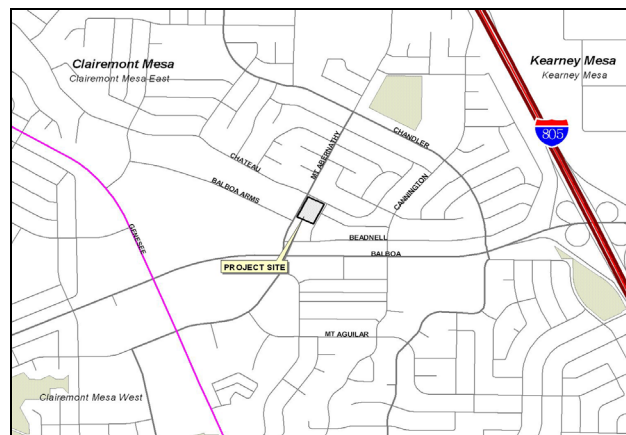 Clairemont Mesa
Clairemont Mesa East
Kearney Mesa
Kearney Mesa
805
CHANDLER
MT ABERNATHY
CHATEAU
CANNINGTON
BALBOA ARMS
GENESEE
BEADNELL
BALBOA
PROJECT SITE
MT AGUILAR
Clairemont Mesa West